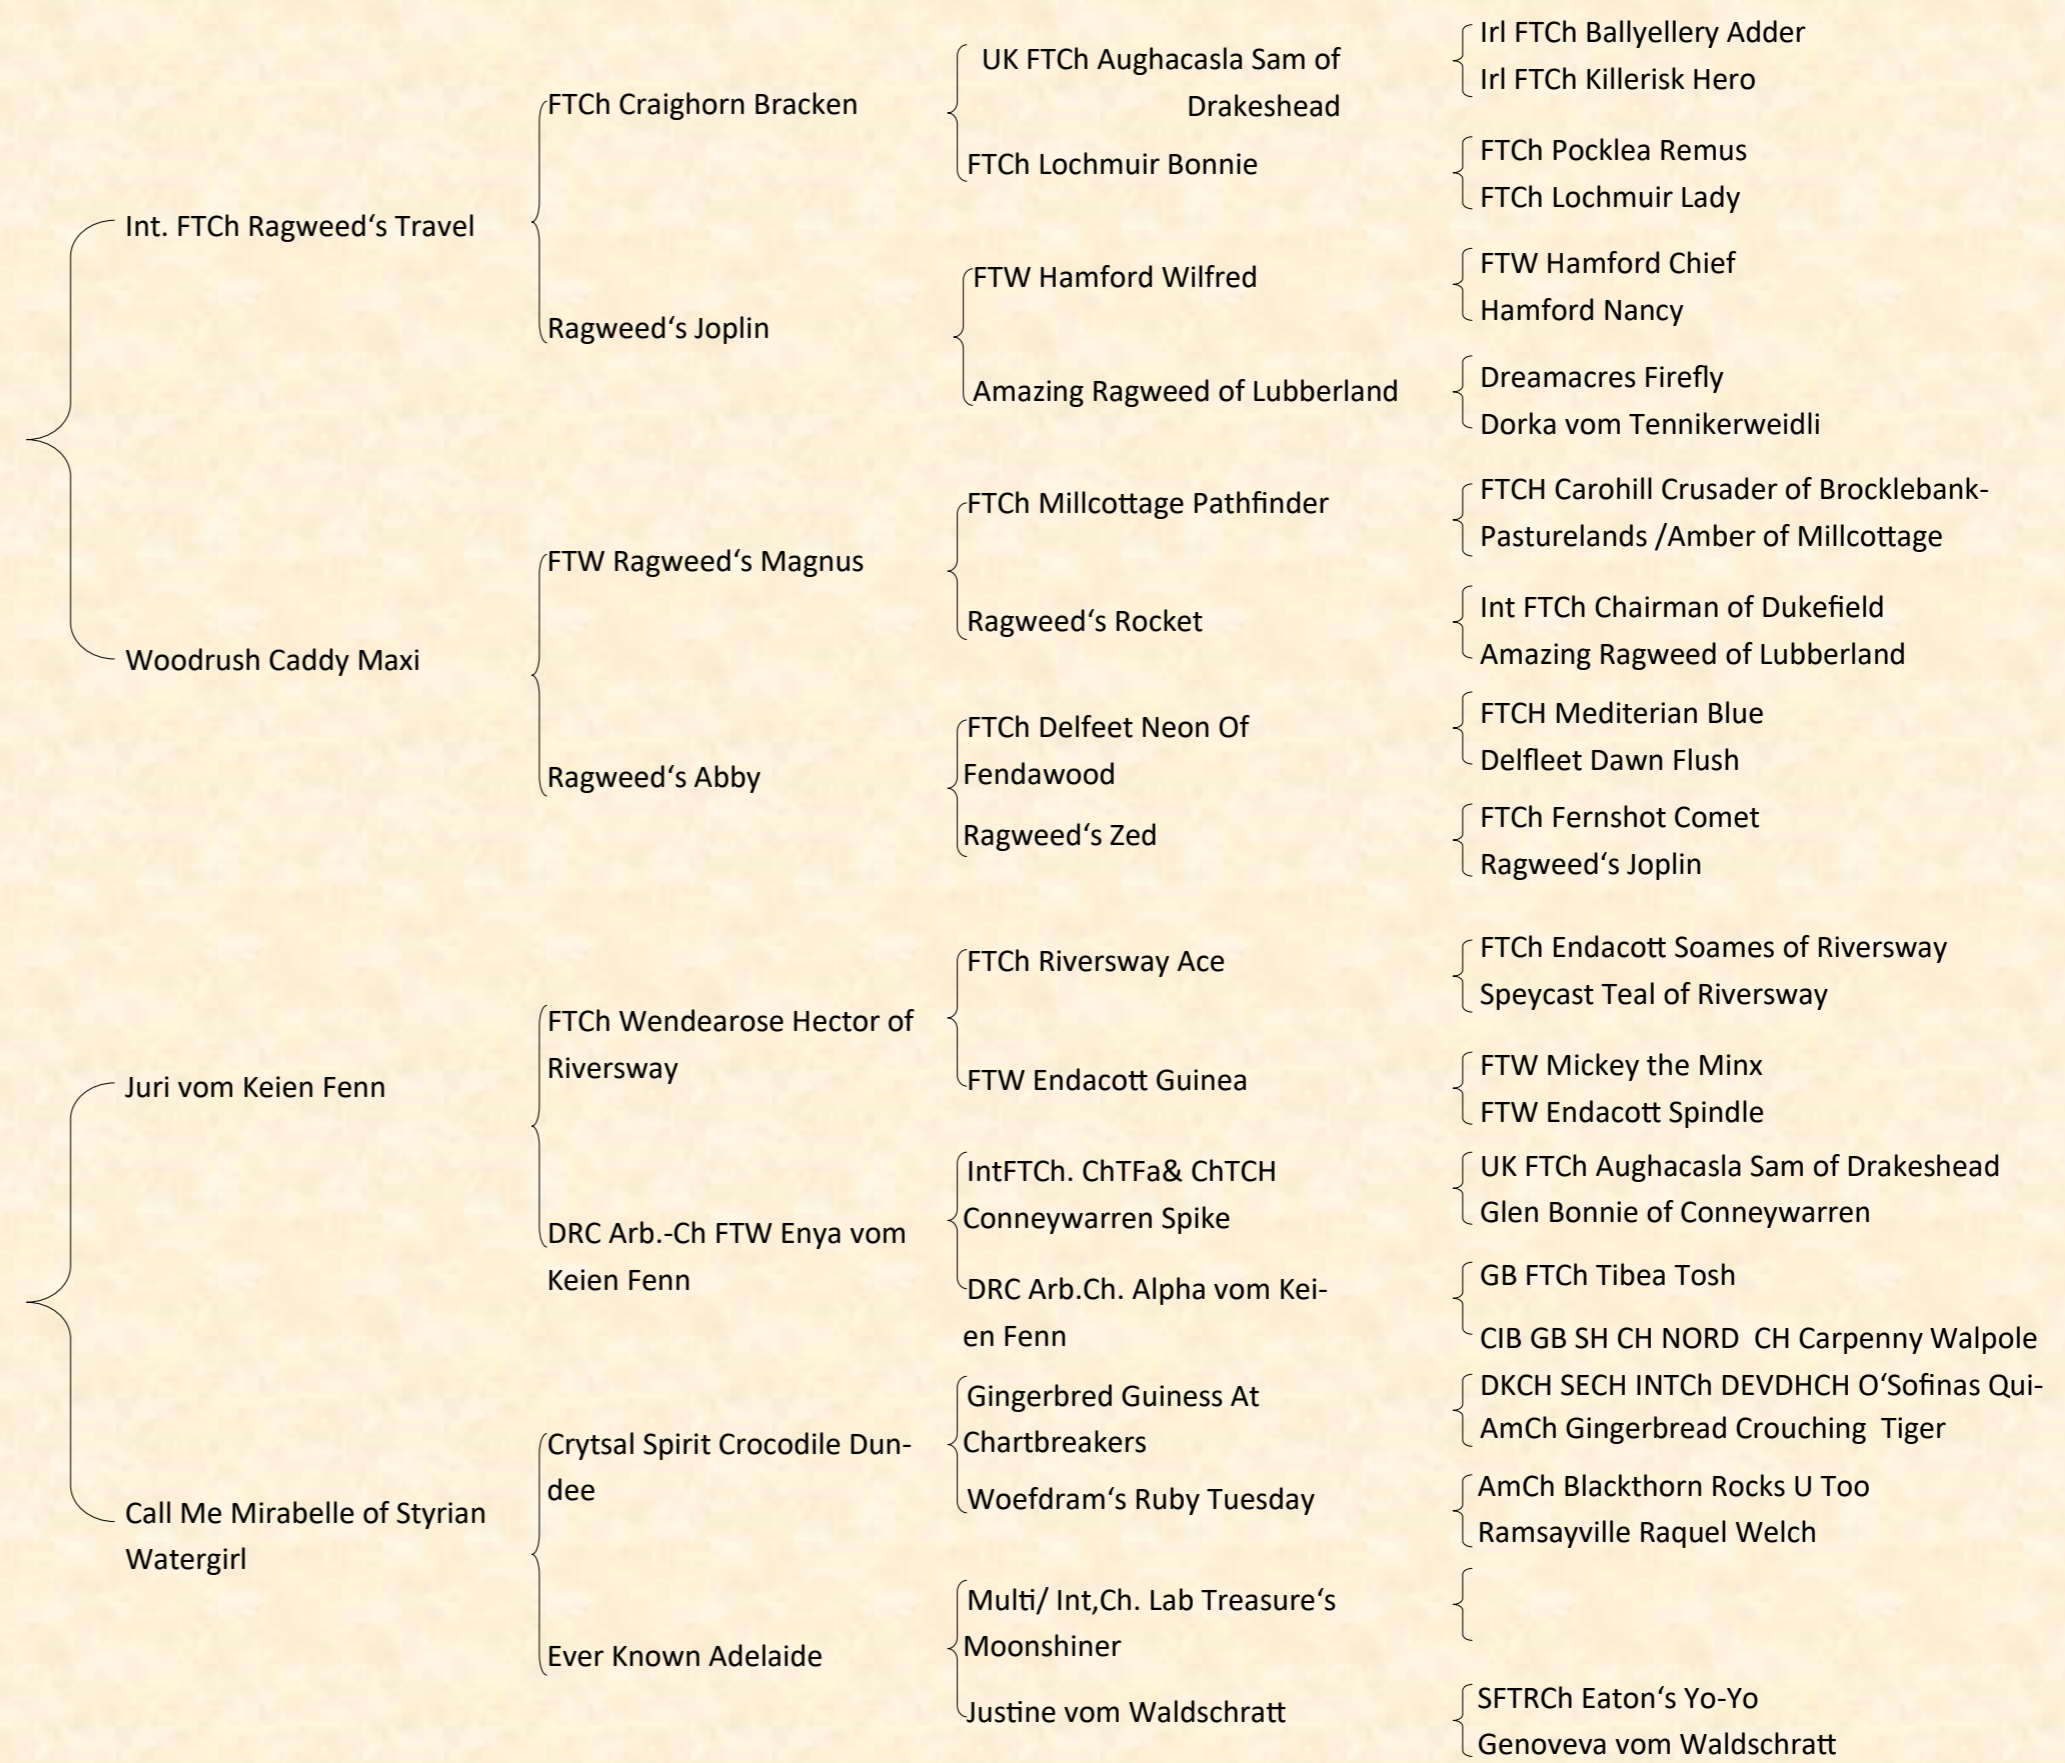 Int. FTCh Ragweed‘s Travel
Woodrush Caddy Maxi
FTCh Craighorn Bracken
Ragweed‘s Joplin
FTW Ragweed‘s Magnus
Ragweed‘s Abby
UK FTCh Aughacasla Sam of
Drakeshead
FTCh Lochmuir Bonnie
FTW Hamford Wilfred
Amazing Ragweed of Lubberland
FTCh Millcottage Pathfinder
Ragweed‘s Rocket
FTCh Delfeet Neon Of
Fendawood
Ragweed‘s Zed
Irl FTCh Ballyellery Adder
Irl FTCh Killerisk Hero
FTCh Pocklea Remus
FTCh Lochmuir Lady
FTW Hamford Chief
Hamford Nancy
Dreamacres Firefly
Dorka vom Tennikerweidli
FTCH Carohill Crusader of Brocklebank-
Pasturelands /Amber of Millcottage
Int FTCh Chairman of Dukefield
Amazing Ragweed of Lubberland
FTCH Mediterian Blue
Delfleet Dawn Flush
FTCh Fernshot Comet
Ragweed‘s Joplin
Juri vom Keien Fenn
Call Me Mirabelle of Styrian
Watergirl
FTCh Wendearose Hector of
Riversway
DRC Arb.-Ch FTW Enya vom
Keien Fenn
Crytsal Spirit Crocodile Dun-
dee
Ever Known Adelaide
FTCh Riversway Ace
FTW Endacott Guinea
IntFTCh. ChTFa& ChTCH
Conneywarren Spike
DRC Arb.Ch. Alpha vom Kei-
en Fenn
Gingerbred Guiness At
Chartbreakers
Woefdram‘s Ruby Tuesday
Multi/ Int,Ch. Lab Treasure‘s
Moonshiner
Justine vom Waldschratt
FTCh Endacott Soames of Riversway
Speycast Teal of Riversway
FTW Mickey the Minx
FTW Endacott Spindle
UK FTCh Aughacasla Sam of Drakeshead
Glen Bonnie of Conneywarren
GB FTCh Tibea Tosh
CIB GB SH CH NORD  CH Carpenny Walpole
DKCH SECH INTCh DEVDHCH O‘Sofinas Qui-
AmCh Gingerbread Crouching  Tiger
AmCh Blackthorn Rocks U Too
Ramsayville Raquel Welch
SFTRCh Eaton‘s Yo-Yo
Genoveva vom Waldschratt